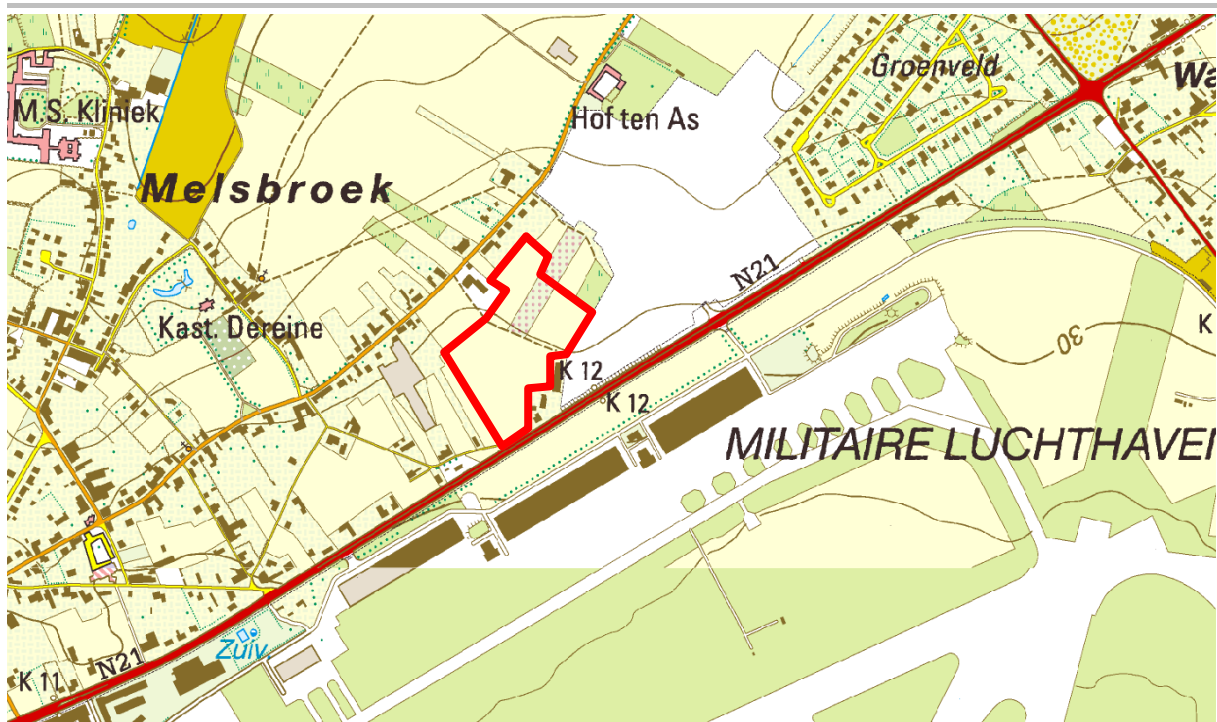 Groenveld
Wa
M.S. Kliniek
Hof ten As
Melsbroek
N21
Kast. Dereine
K
30
K 12
K 12
MILITAIRE LUCHTHAVEN
Zuiv.
N21
K 11